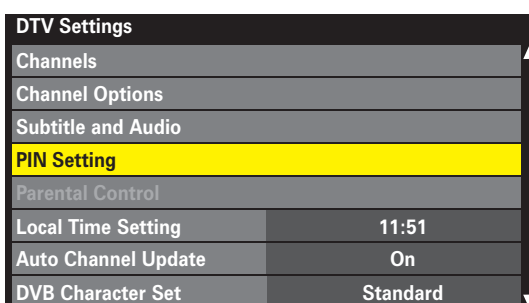 DTV Settings
Channels
Channel Options
Subtitle and Audio
PIN Setting
Parental Control
Local Time Setting 11:51
Auto Channel Update On
DVB Character Set Standard